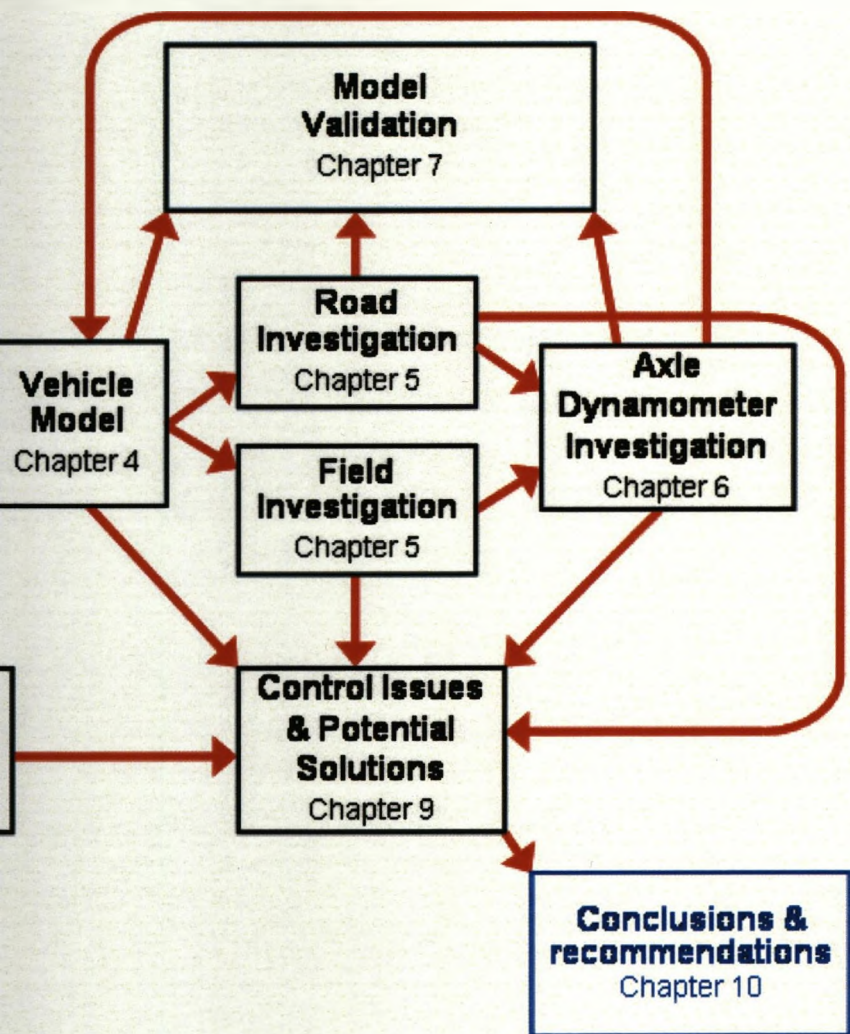 Model
Validation
Chapter 7
Road
Investigation
Chapter 5
Vehicle
Model
Chapter 4
Axle
Dynamometer
Investigation
Chapter 6
Field
Investigation
Chapter 5
Control Issues
& Potential
Solutions
Chapter 9
Conclusions &
recommendations
Chapter 10